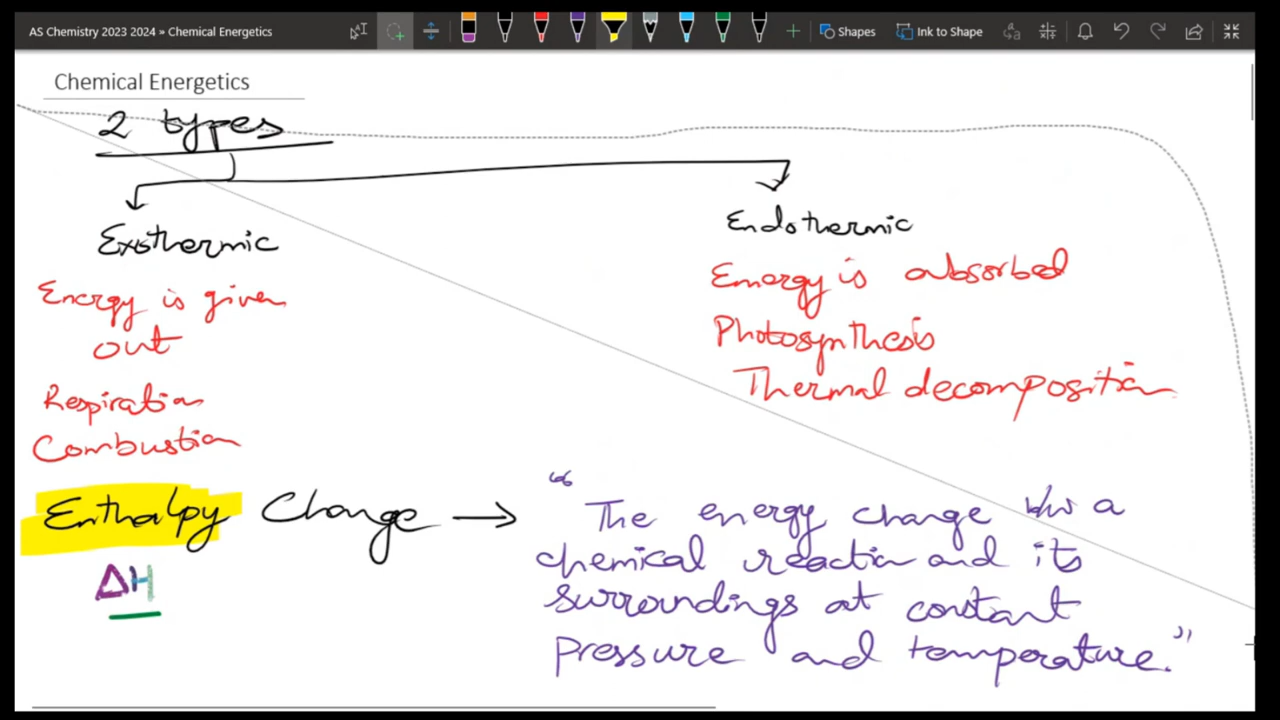 AS Chemistry 2023 2024 » Chemical Energetics
Shapes
Ink to Shape
Chemical Energetics
2 types
Exothermic
Endothermic
Energy is given
out
Energy is absorbed
Photosynthesis
Thermal decomposition
Respiration
Combustion
Enthalpy Change →
ΔH
"The energy change b/w a
chemical reaction and its
surroundings at constant
pressure and temperature."